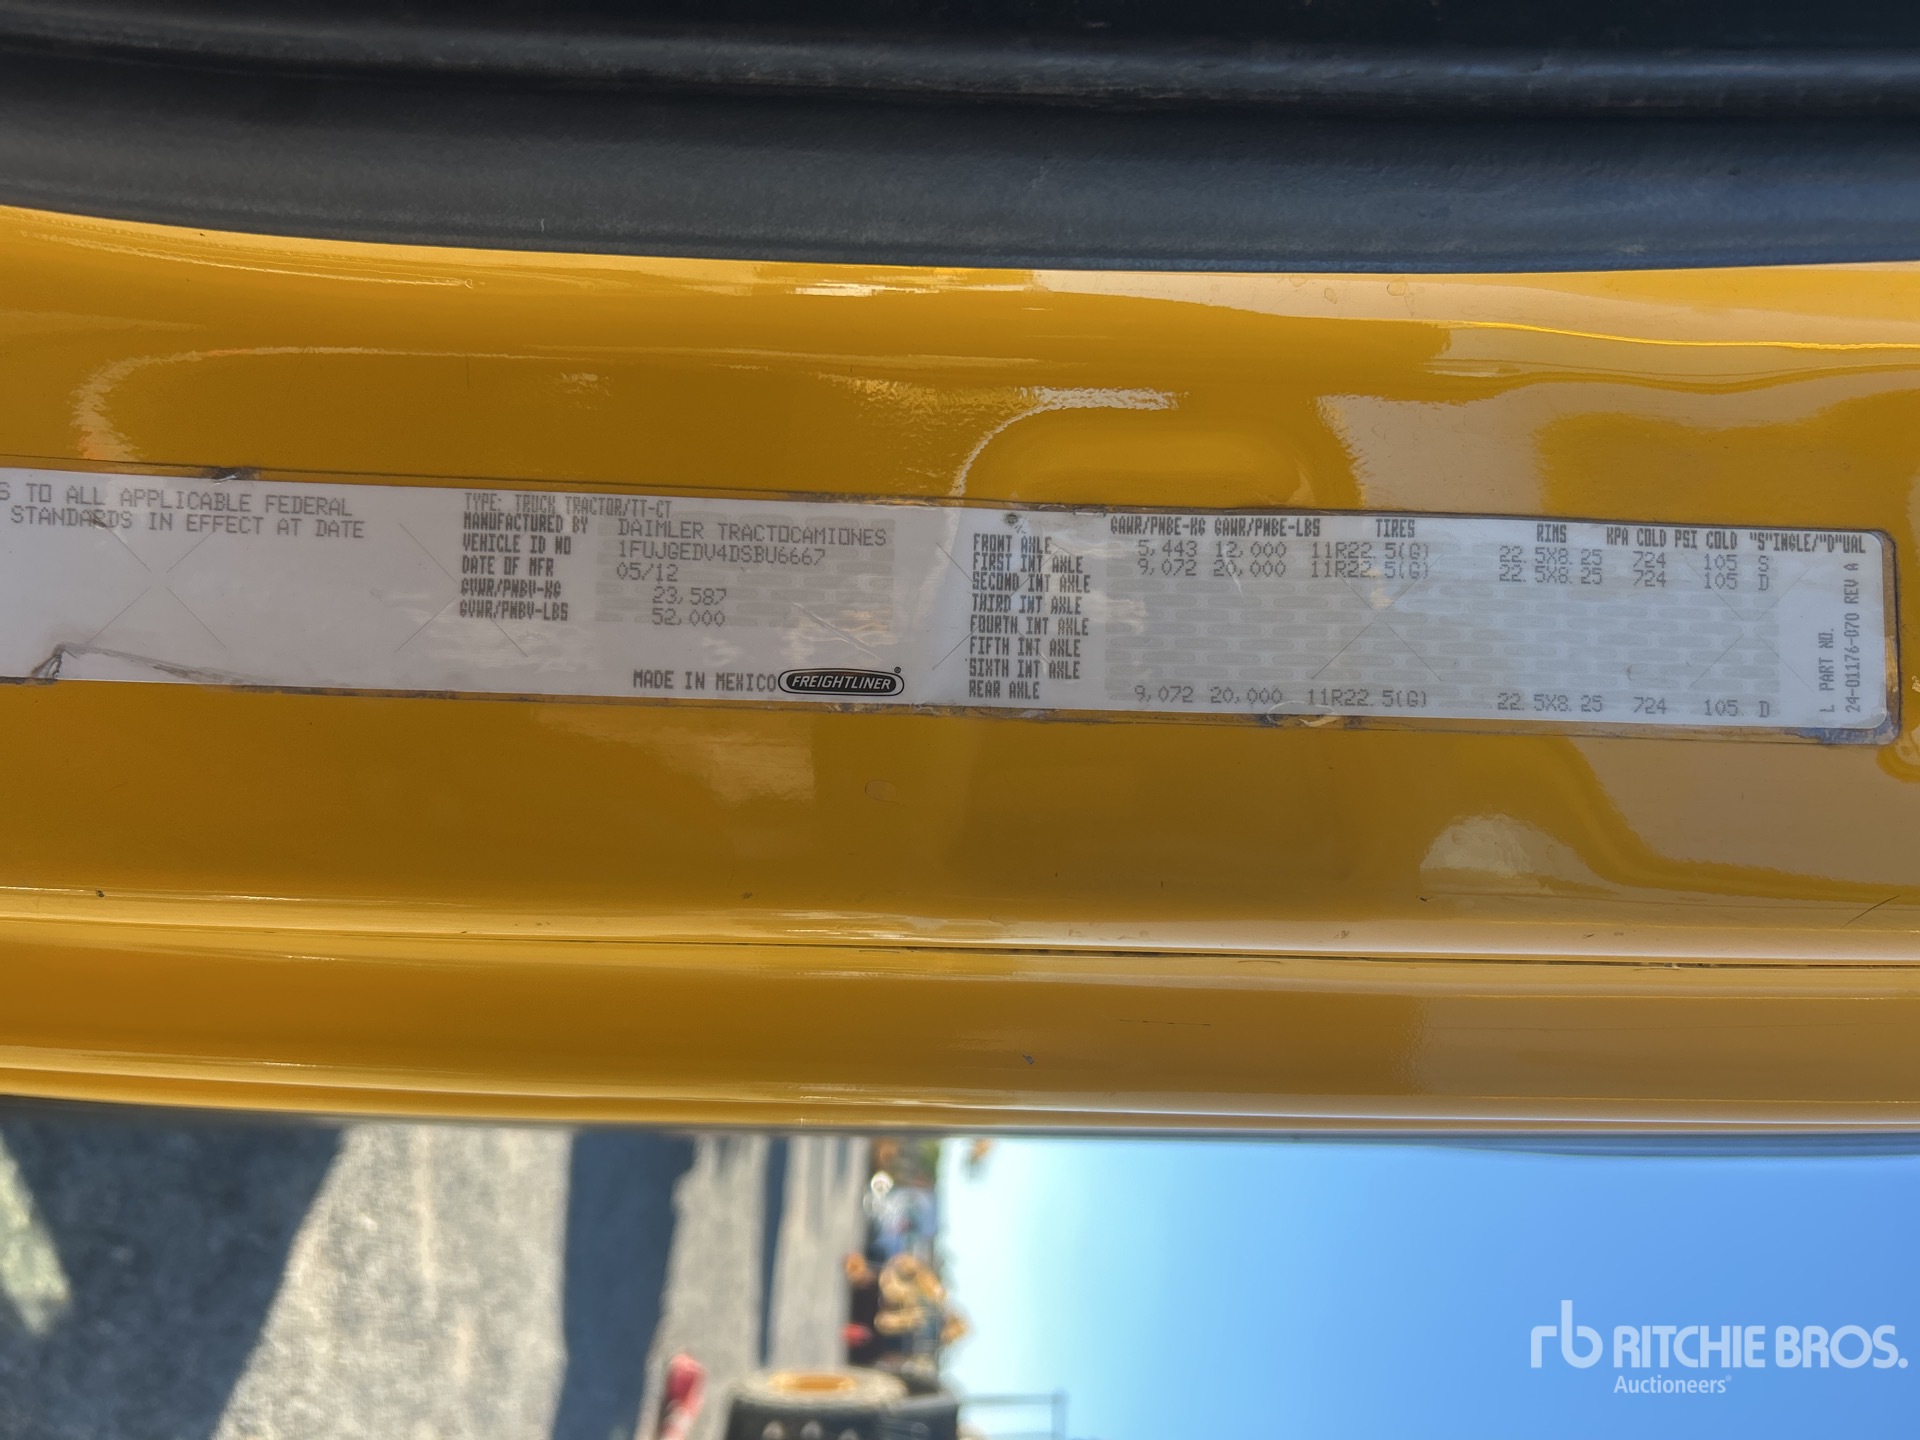 S TO ALL APPLICABLE FEDERAL
STANDARDS IN EFFECT AT DATE
TYPE: TRUCK TRACTOR/TT-CT
MANUFACTURED BY DAIMLER TRACTOCAMIONES
VEHICLE ID NO 1FUJGEDV4DSBU6667
DATE OF MFR 05/12
GVWR/PNBV-KG 23,587
GVWR/PNBV-LBS 52,000
MADE IN MEXICO FREIGHTLINER®
GAWR/PNBE-KG GAWR/PNBE-LBS TIRES RIMS KPA COLD PSI COLD "S"INGLE/"D"UAL
FRONT AXLE 5,443 12,000 11R22.5(G) 22.5X8.25 724 105 S
FIRST INT AXLE 9,072 20,000 11R22.5(G) 22.5X8.25 724 105 D
SECOND INT AXLE
THIRD INT AXLE
FOURTH INT AXLE
FIFTH INT AXLE
SIXTH INT AXLE
REAR AXLE 9,072 20,000 11R22.5(G) 22.5X8.25 724 105 D
L PART NO.
24-01176-070 REV A
rb RITCHIE BROS.
Auctioneers